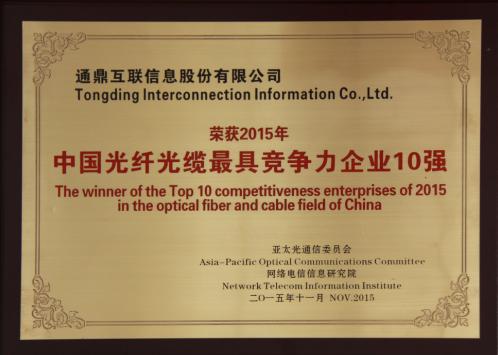 通鼎互联信息股份有限公司
Tongding Interconnection Information Co.,Ltd.
荣获2015年
中国光纤光缆最具竞争力企业10强
The winner of the Top 10 competitiveness enterprises of 2015
in the optical fiber and cable field of China
亚太光通信委员会
Asia-Pacific Optical Communications Committee
网络电信信息研究院
Network Telecom Information Institute
二〇一五年十一月 NOV.2015